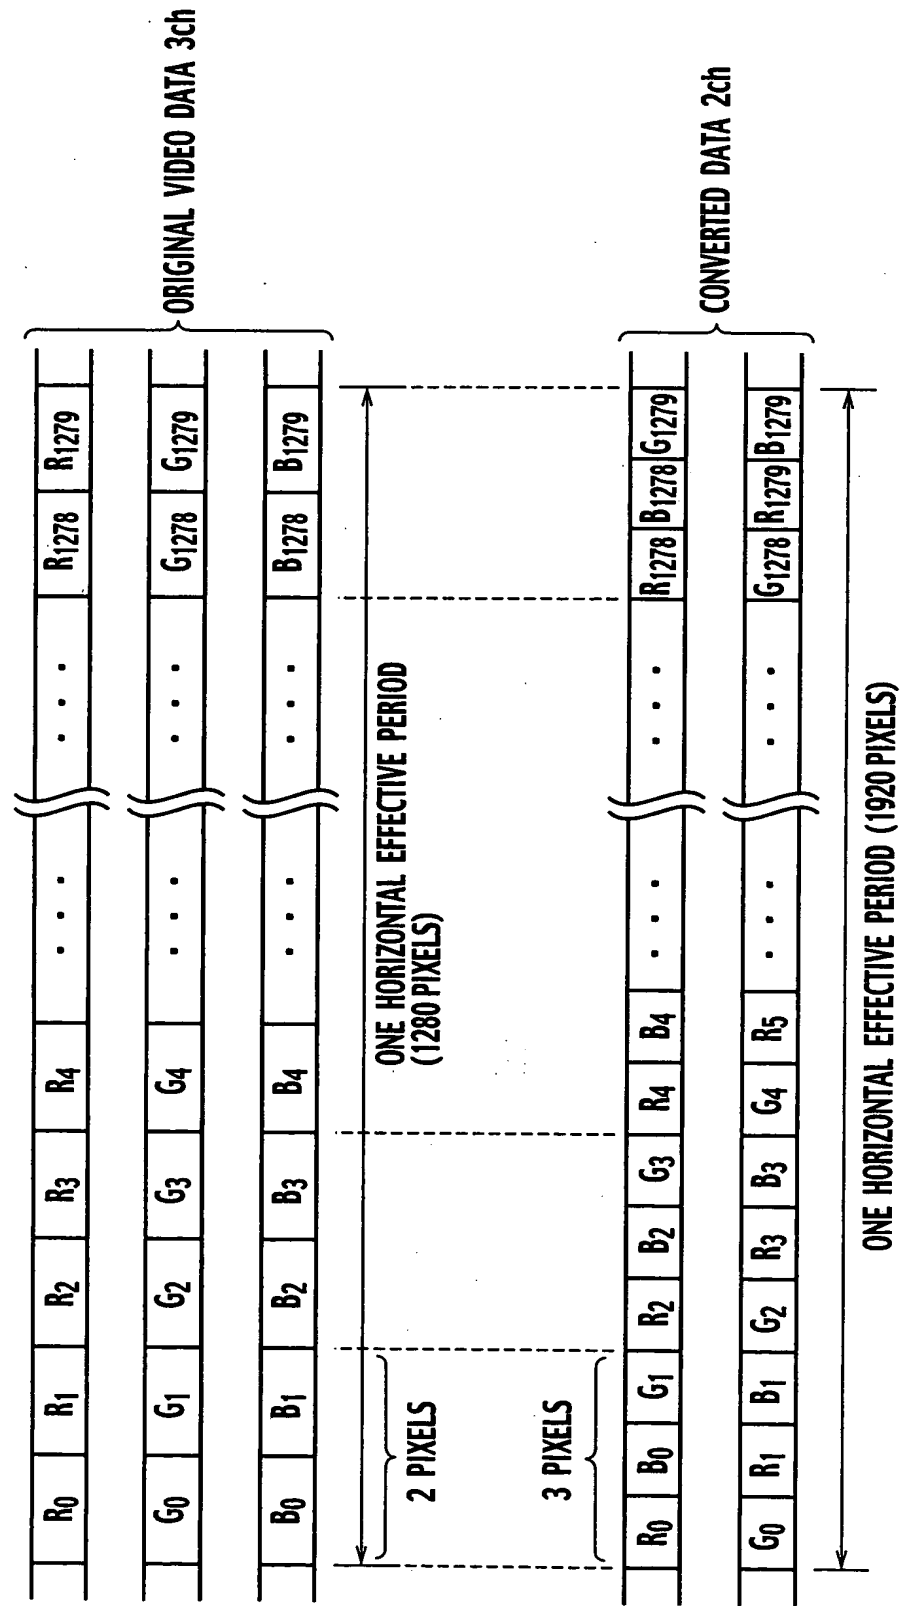 R0 R1 R2 R3 R4 . . . . . . R1278 R1279
G0 G1 G2 G3 G4 . . . . . . G1278 G1279
B0 B1 B2 B3 B4 . . . . . . B1278 B1279
ORIGINAL VIDEO DATA 3ch
ONE HORIZONTAL EFFECTIVE PERIOD
(1280 PIXELS)
2 PIXELS
3 PIXELS
R0 B0 G1 R2 B2 G3 R4 B4 . . . . . . R1278 B1278 G1279
G0 R1 B1 G2 R3 B3 G4 R5 . . . . . . G1278 R1279 B1279
CONVERTED DATA 2ch
ONE HORIZONTAL EFFECTIVE PERIOD (1920 PIXELS)